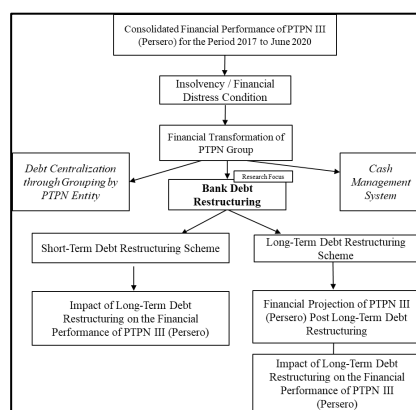 Consolidated Financial Performance of PTPN III
(Persero) for the Period 2017 to June 2020
Insolvency / Financial
Distress Condition
Financial Transformation of
PTPN Group
Debt Centralization
through Grouping by
PTPN Entity
Research Focus
Bank Debt
Restructuring
Cash
Management
System
Short-Term Debt Restructuring Scheme
Long-Term Debt Restructuring
Scheme
Impact of Long-Term Debt
Restructuring on the Financial
Performance of PTPN III (Persero)
Financial Projection of PTPN III
(Persero) Post Long-Term Debt
Restructuring
Impact of Long-Term Debt
Restructuring on the Financial
Performance of PTPN III
(Persero)